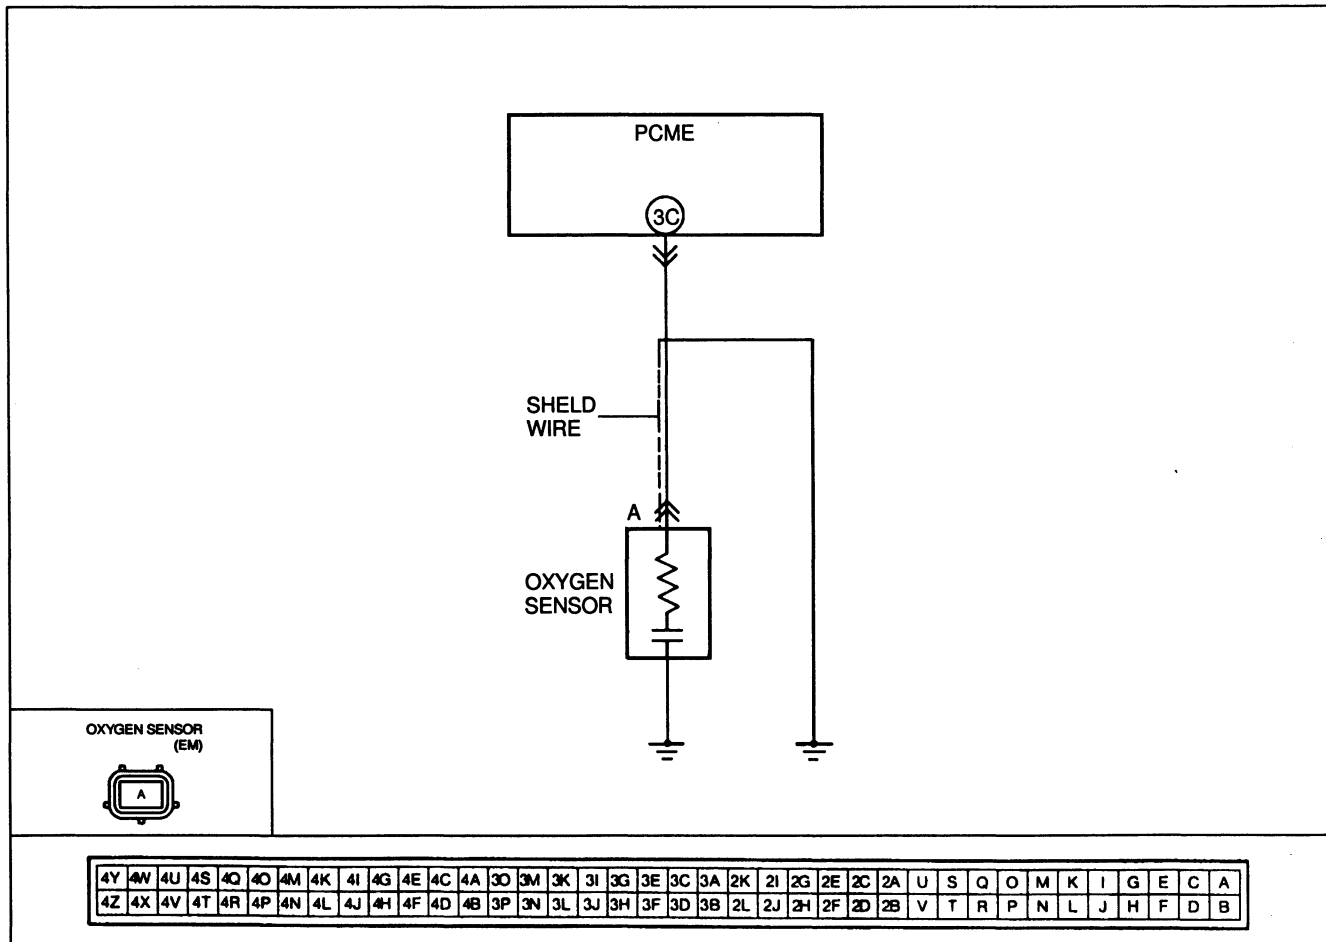 PCME
3C
SHELD
WIRE
A
OXYGEN
SENSOR
OXYGEN SENSOR
(EM)
A
4Y 4W 4U 4S 4Q 4O 4M 4K 4I 4G 4E 4C 4A 3O 3M 3K 3I 3G 3E 3C 3A 2K 2I 2G 2E 2C 2A U S Q O M K I G E C A
4Z 4X 4V 4T 4R 4P 4N 4L 4J 4H 4F 4D 4B 3P 3N 3L 3J 3H 3F 3D 3B 2L 2J 2H 2F 2D 2B V T R P N L J H F D B